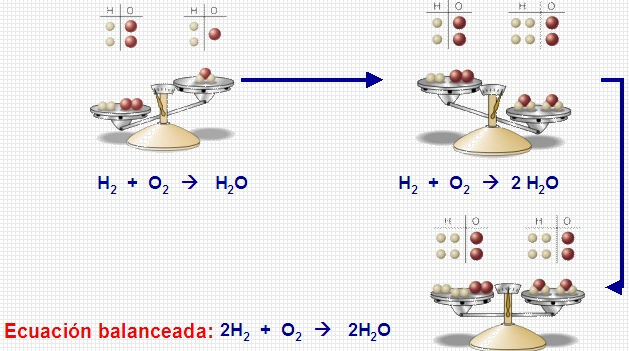 H O H O
H O H O
H₂ + O₂ → H₂O
H₂ + O₂ → 2 H₂O
H O H O
Ecuación balanceada: 2H₂ + O₂ → 2H₂O